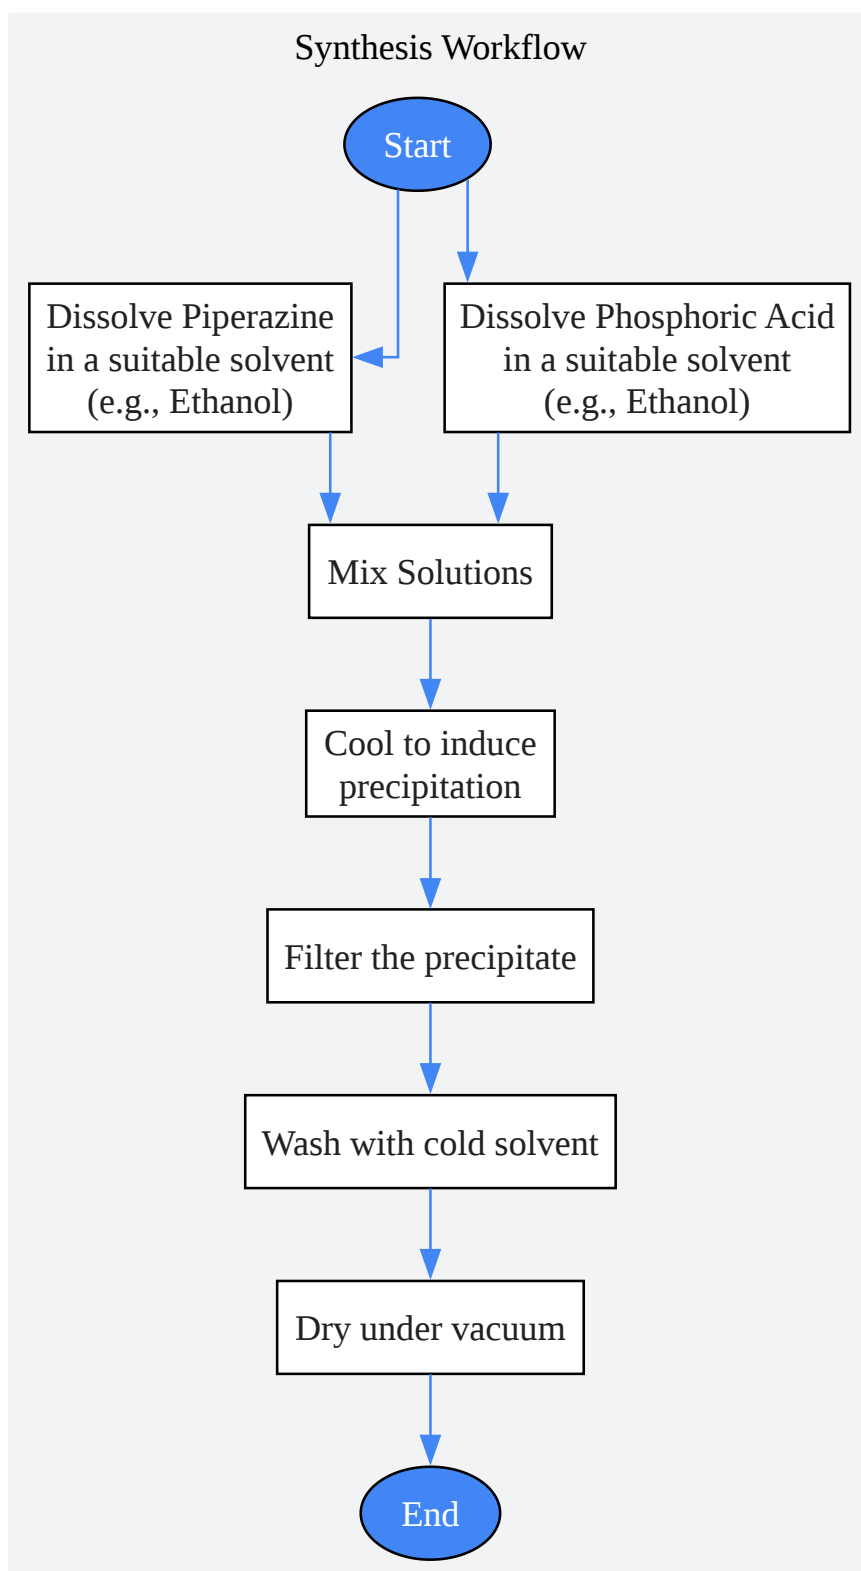 Synthesis Workflow
Start
Dissolve Piperazine
in a suitable solvent
(e.g., Ethanol)
Dissolve Phosphoric Acid
in a suitable solvent
(e.g., Ethanol)
Mix Solutions
Cool to induce
precipitation
Filter the precipitate
Wash with cold solvent
Dry under vacuum
End